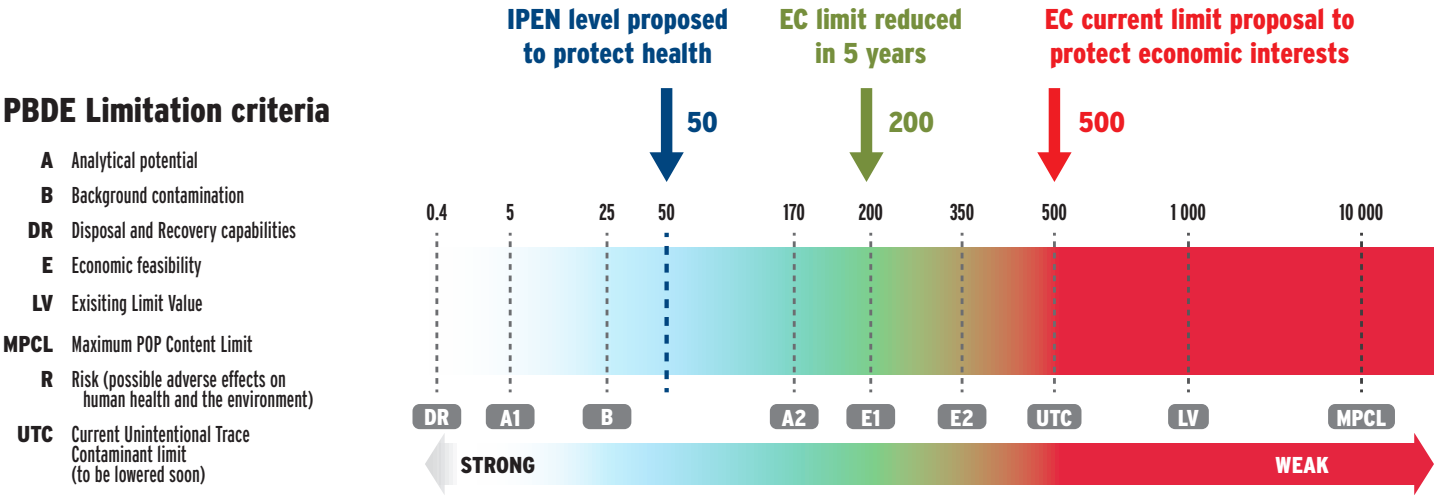 IPEN level proposed
to protect health
EC limit reduced
in 5 years
EC current limit proposal to
protect economic interests
50
200
500
PBDE Limitation criteria
A Analytical potential
B Background contamination
DR Disposal and Recovery capabilities
E Economic feasibility
LV Exisiting Limit Value
MPCL Maximum POP Content Limit
R Risk (possible adverse effects on
human health and the environment)
UTC Current Unintentional Trace
Contaminant limit
(to be lowered soon)
0.4 5 25 50 170 200 350 500 1 000 10 000
DR A1 B A2 E1 E2 UTC LV MPCL
STRONG WEAK